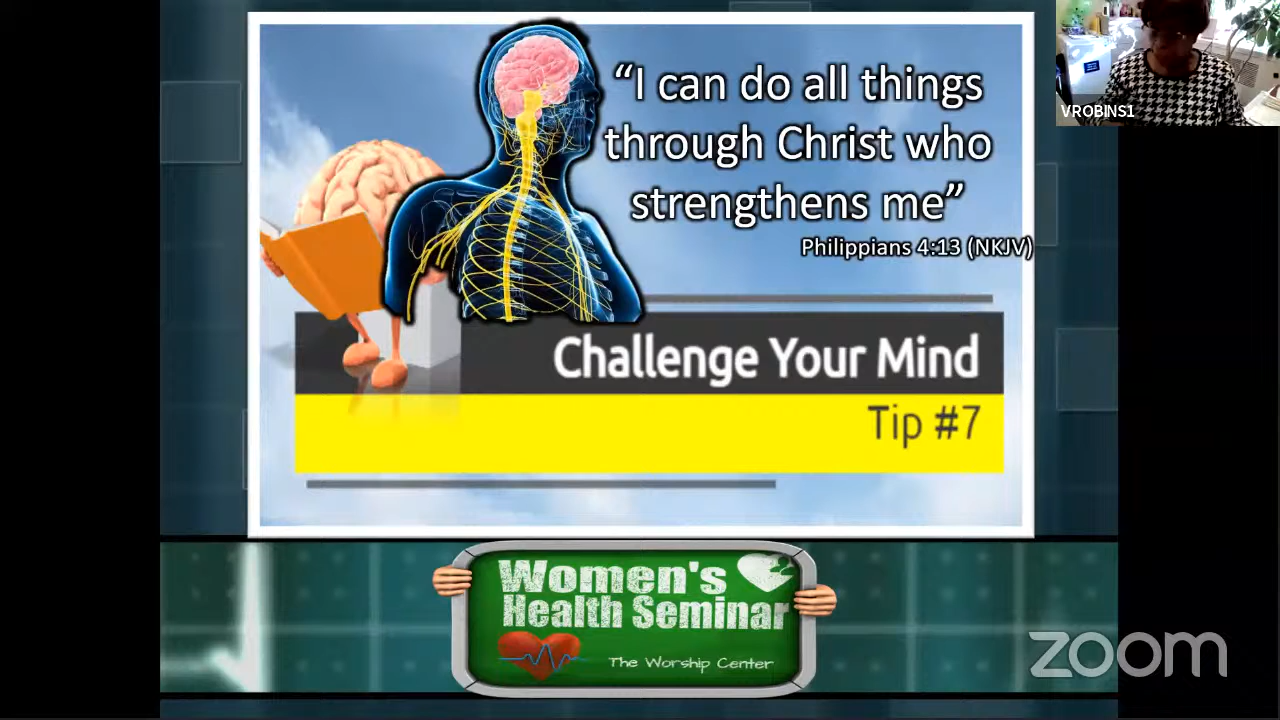 “I can do all things
through Christ who
strengthens me”
Philippians 4:13 (NKJV)
Challenge Your Mind
Tip #7
Women's
Health Seminar
The Worship Center
VROBINS1
zoom